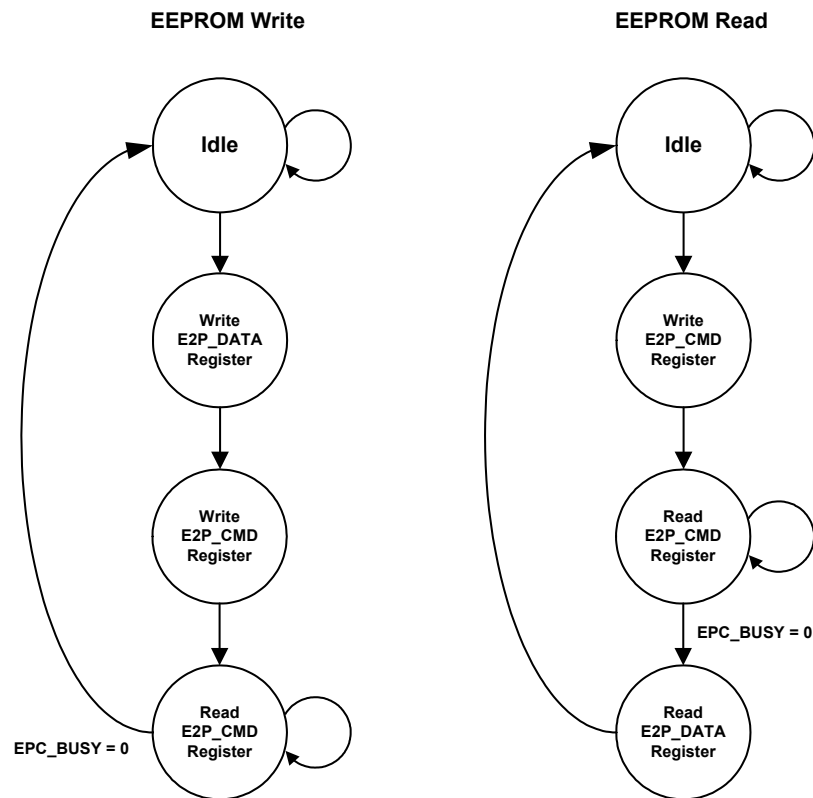 EEPROM Write
Idle
Write
E2P_DATA
Register
Write
E2P_CMD
Register
Read
E2P_CMD
Register
EPC_BUSY = 0
EEPROM Read
Idle
Write
E2P_CMD
Register
Read
E2P_CMD
Register
EPC_BUSY = 0
Read
E2P_DATA
Register